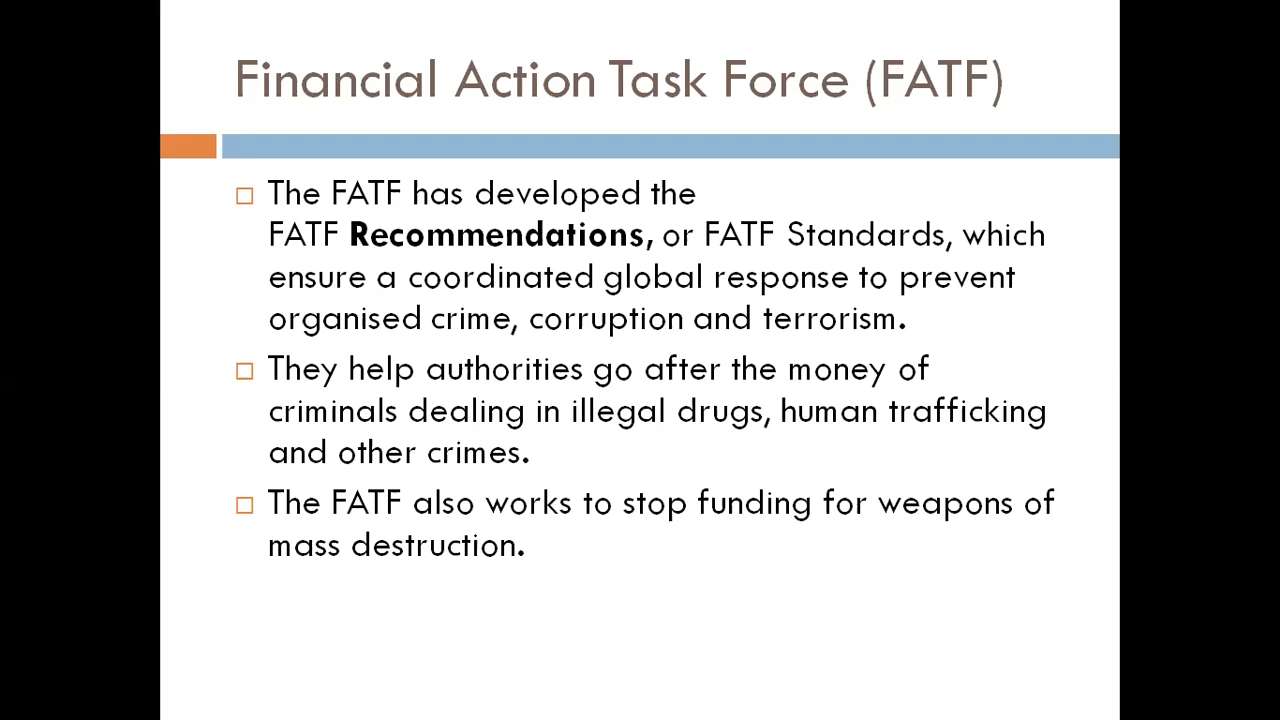 Financial Action Task Force (FATF)
The FATF has developed the
FATF Recommendations, or FATF Standards, which
ensure a coordinated global response to prevent
organised crime, corruption and terrorism.
They help authorities go after the money of
criminals dealing in illegal drugs, human trafficking
and other crimes.
The FATF also works to stop funding for weapons of
mass destruction.